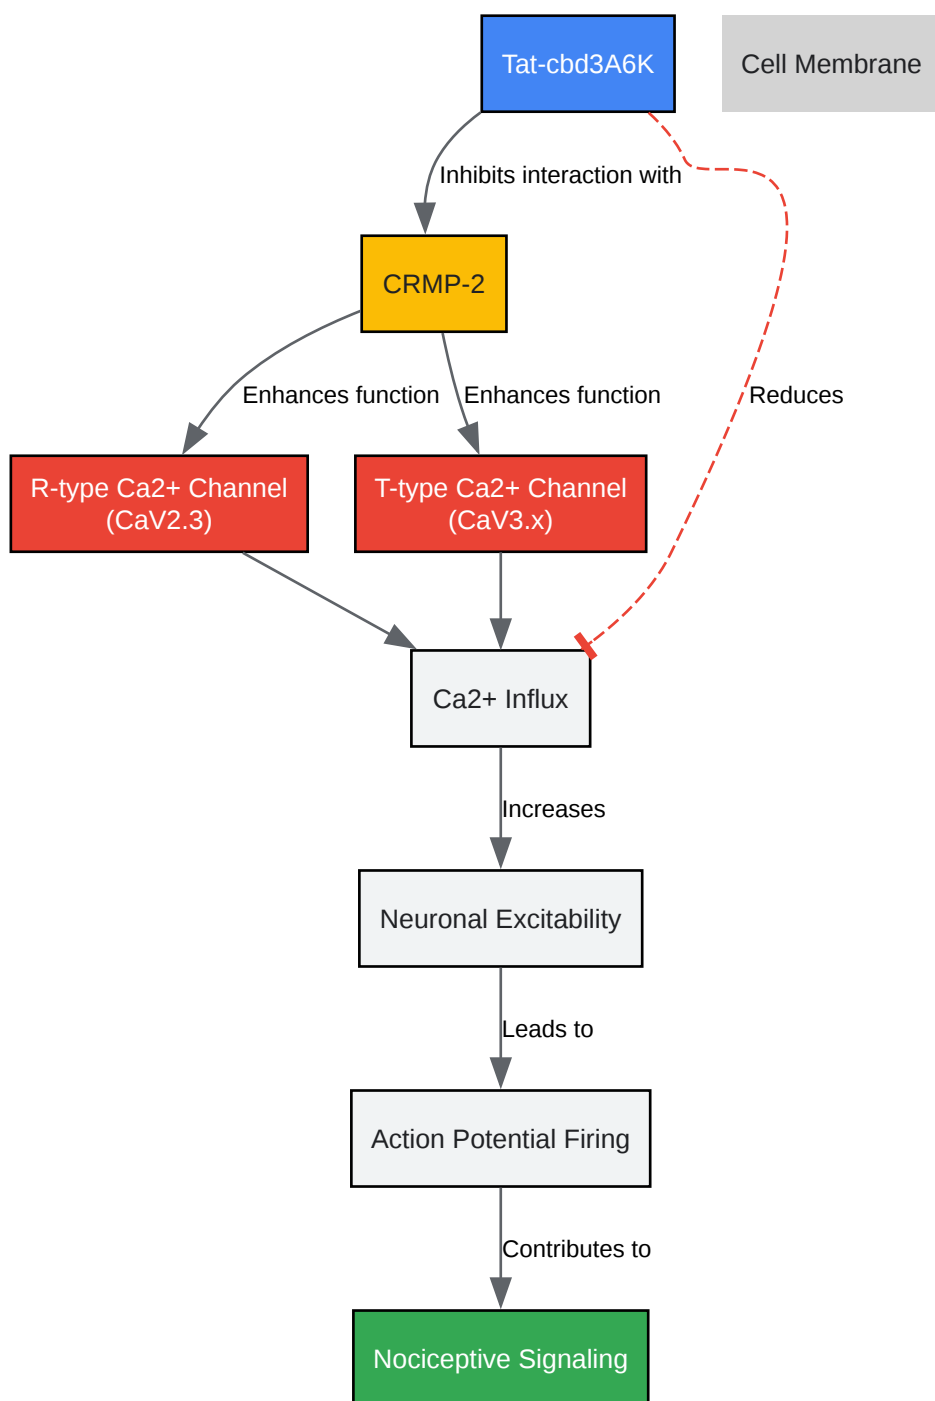 Tat-cbd3A6K
Cell Membrane
Inhibits interaction with
CRMP-2
Enhances function
Enhances function
Reduces
R-type Ca2+ Channel
(CaV2.3)
T-type Ca2+ Channel
(CaV3.x)
Ca2+ Influx
Increases
Neuronal Excitability
Leads to
Action Potential Firing
Contributes to
Nociceptive Signaling